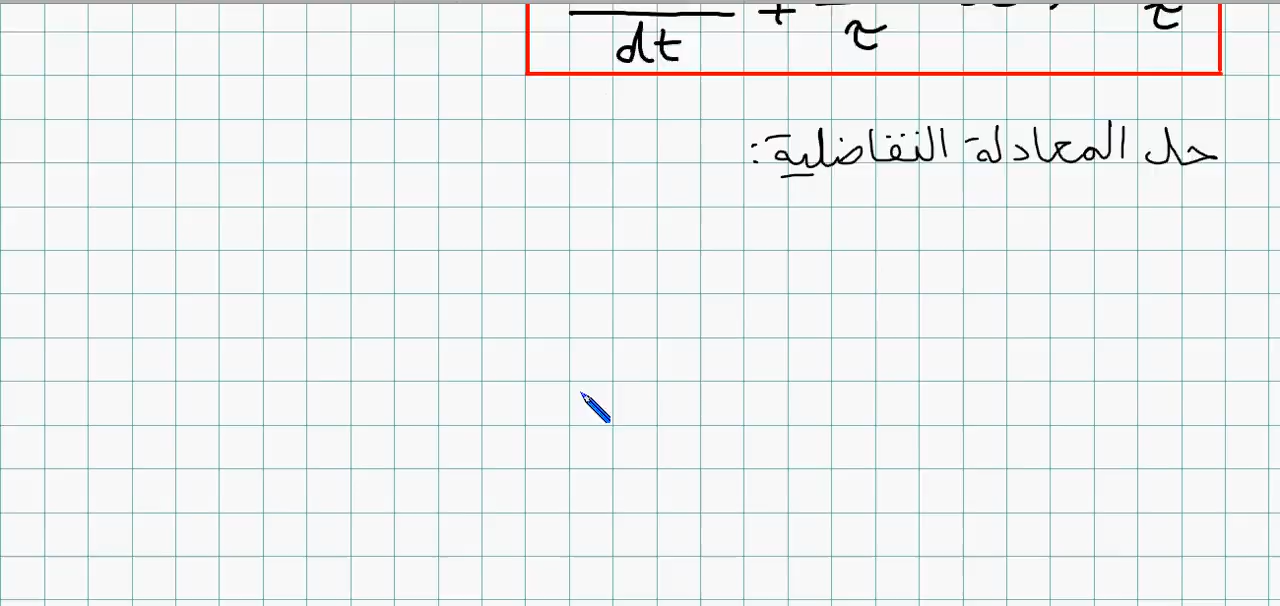 dt + τ τ
حل المعادلة التفاضلية: